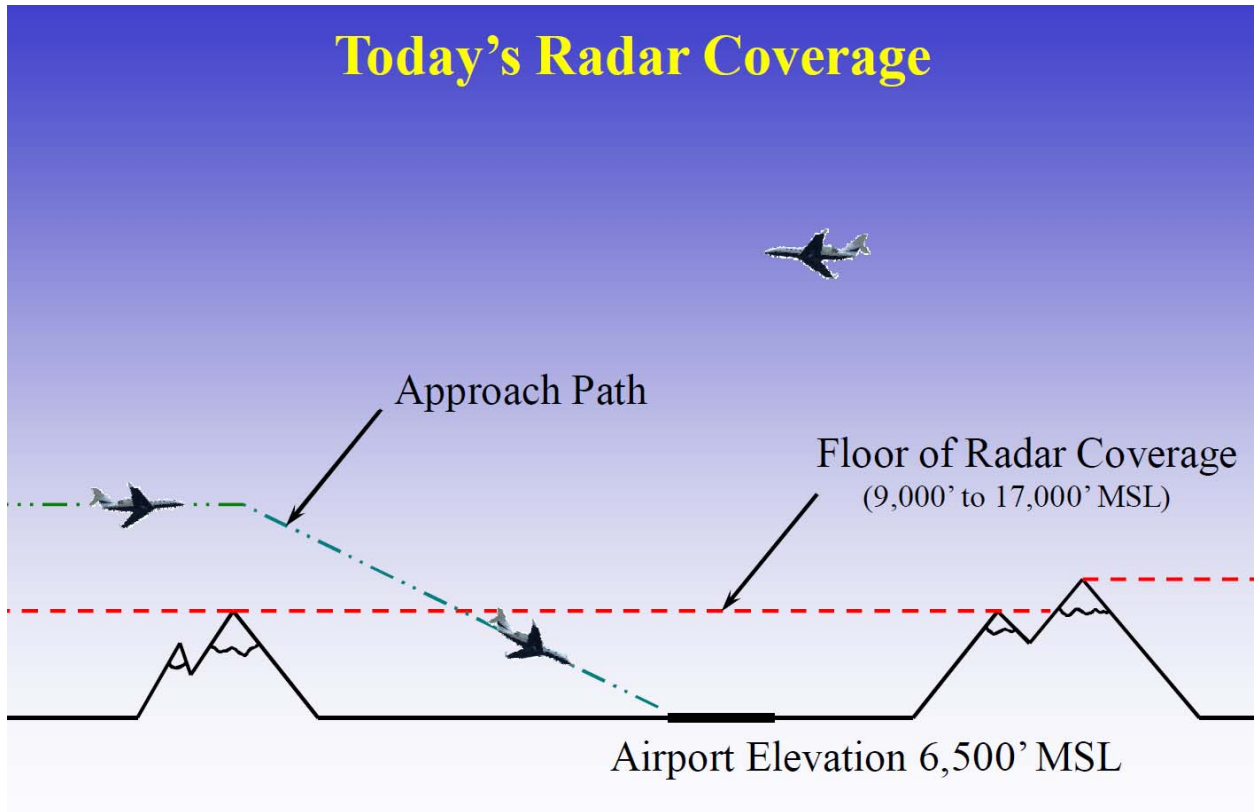 Today’s Radar Coverage
Approach Path
Floor of Radar Coverage
(9,000’ to 17,000’ MSL)
Airport Elevation 6,500’ MSL